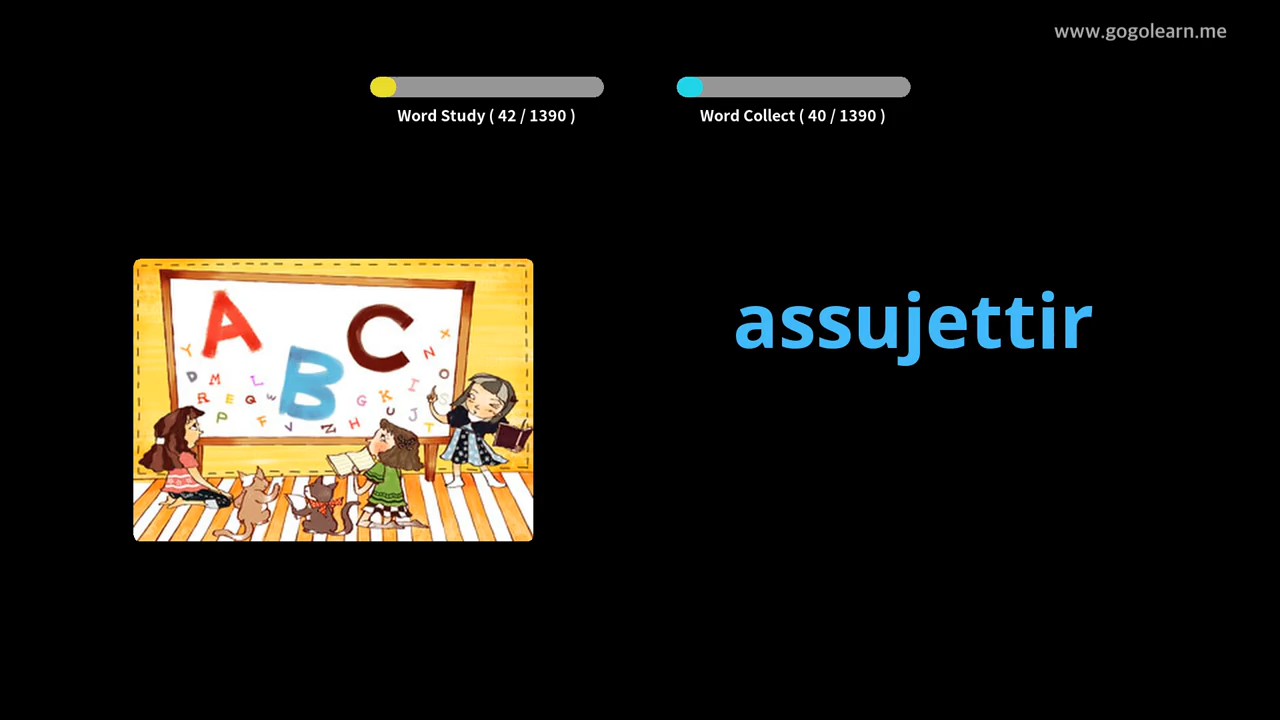 www.gogolearn.me
Word Study ( 42 / 1390 )
Word Collect ( 40 / 1390 )
assujettir
A
C
B
X
Y
N
D M L O
R E Q W G K I S
P F V Z H U J T